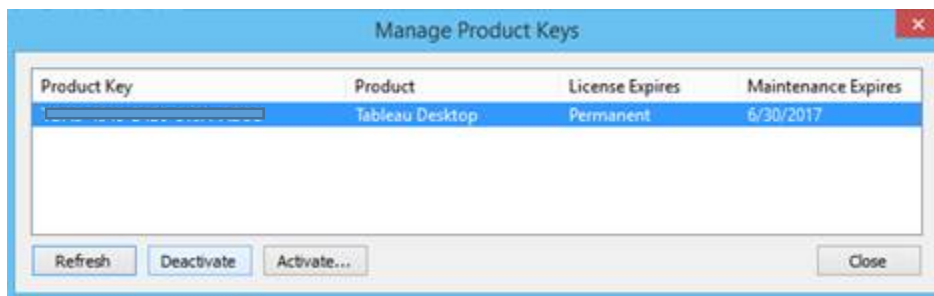 Manage Product Keys
Product Key Product License Expires Maintenance Expires
Tableau Desktop Permanent 6/30/2017
Refresh Deactivate Activate... Close